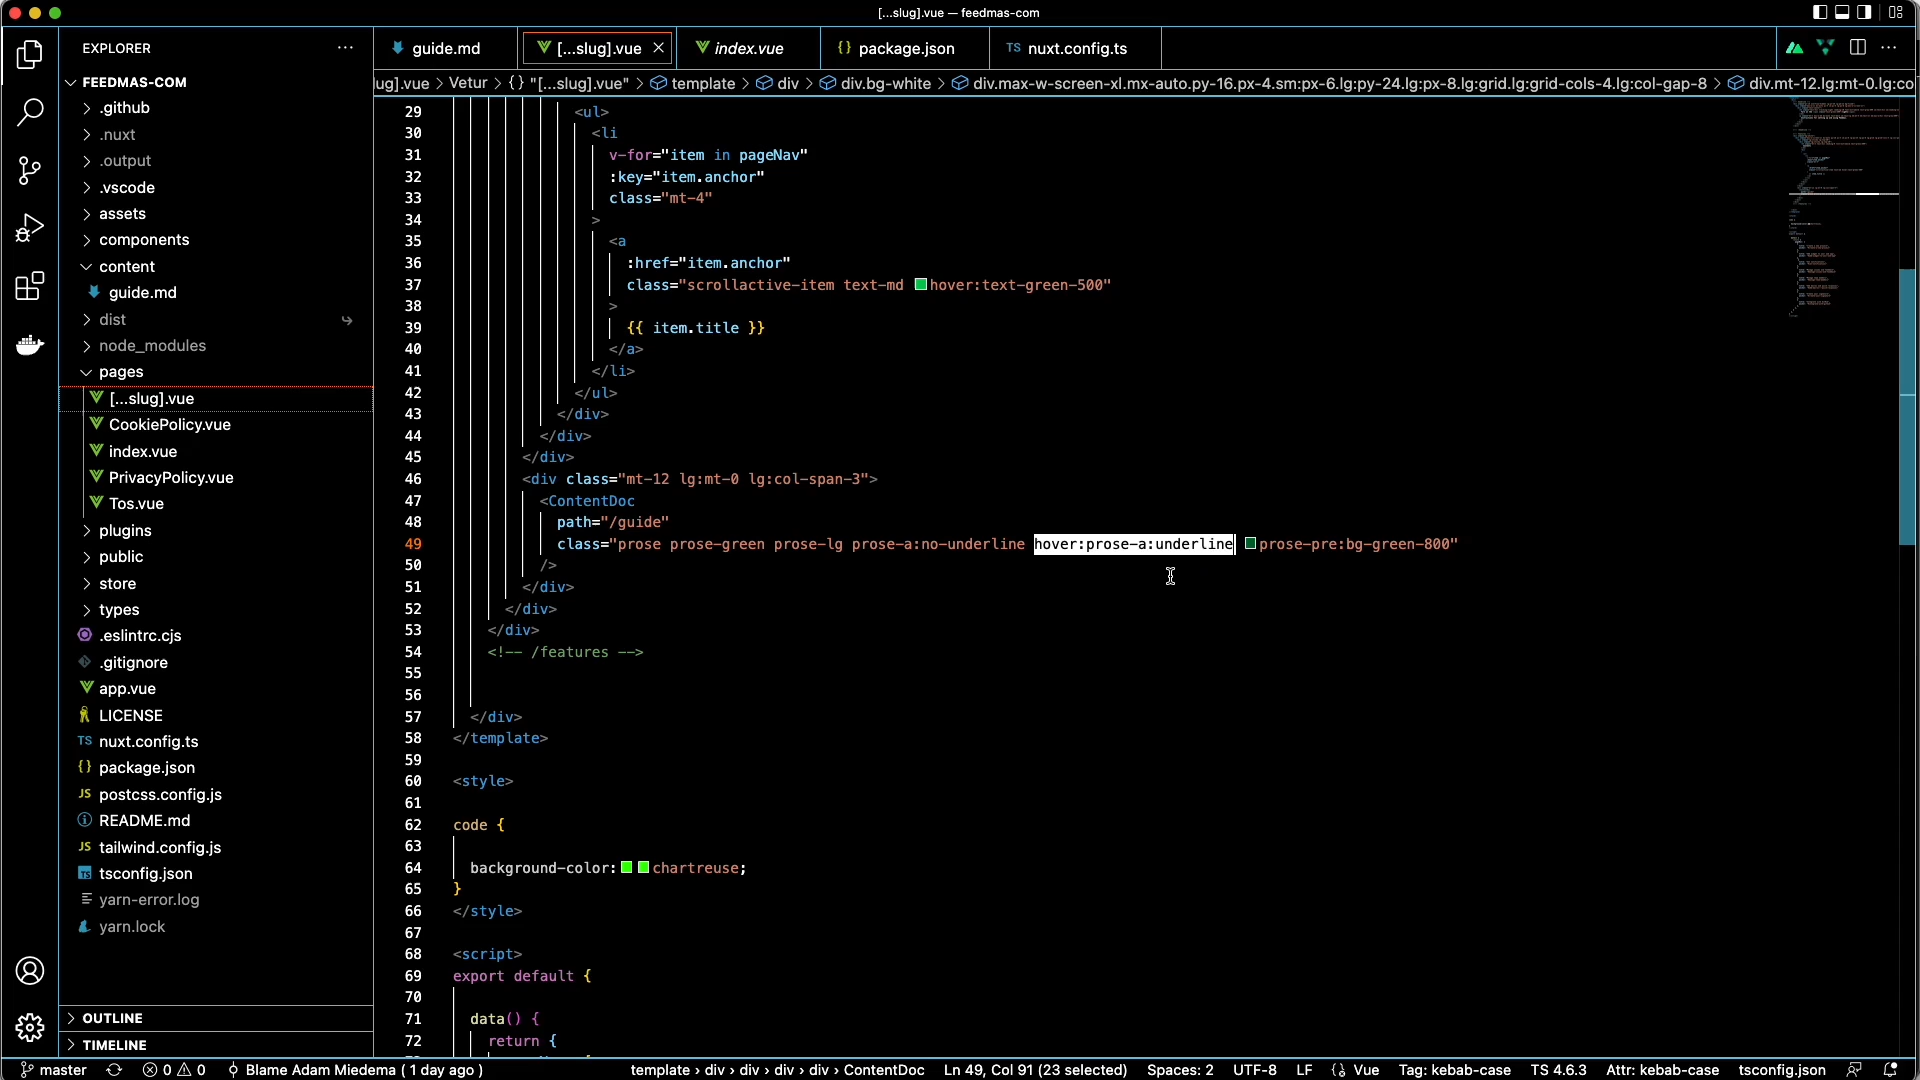 [...slug].vue — feedmas-com
EXPLORER
FEEDMAS-COM
.github
.nuxt
.output
.vscode
assets
components
content
guide.md
dist
node_modules
pages
[...slug].vue
CookiePolicy.vue
index.vue
PrivacyPolicy.vue
Tos.vue
plugins
public
store
types
.eslintrc.cjs
.gitignore
app.vue
LICENSE
TS nuxt.config.ts
{} package.json
JS postcss.config.js
README.md
JS tailwind.config.js
TS tsconfig.json
yarn-error.log
yarn.lock
OUTLINE
TIMELINE
guide.md [...slug].vue index.vue {} package.json TS nuxt.config.ts
lug].vue > Vetur > {} "[...slug].vue" > template > div > div.bg-white > div.max-w-screen-xl.mx-auto.py-16.px-4.sm:px-6.lg:py-24.lg:px-8.lg:grid.lg:grid-cols-4.lg:col-gap-8 > div.mt-12.lg:mt-0.lg:co
29 <ul>
30 <li
31 v-for="item in pageNav"
32 :key="item.anchor"
33 class="mt-4"
34 >
35 <a
36 :href="item.anchor"
37 class="scrollactive-item text-md hover:text-green-500"
38 >
39 {{ item.title }}
40 </a>
41 </li>
42 </ul>
43 </div>
44 </div>
45 </div>
46 <div class="mt-12 lg:mt-0 lg:col-span-3">
47 <ContentDoc
48 path="/guide"
49 class="prose prose-green prose-lg prose-a:no-underline hover:prose-a:underline prose-pre:bg-green-800"
50 />
51 </div>
52 </div>
53 </div>
54 <!-- /features -->
55
56
57 </div>
58 </template>
59
60 <style>
61
62 code {
63
64 background-color: chartreuse;
65 }
66 </style>
67
68 <script>
69 export default {
70
71 data() {
72 return {
master 0 0 Blame Adam Miedema ( 1 day ago ) template › div › div › div › div › ContentDoc Ln 49, Col 91 (23 selected) Spaces: 2 UTF-8 LF Vue Tag: kebab-case TS 4.6.3 Attr: kebab-case tsconfig.json